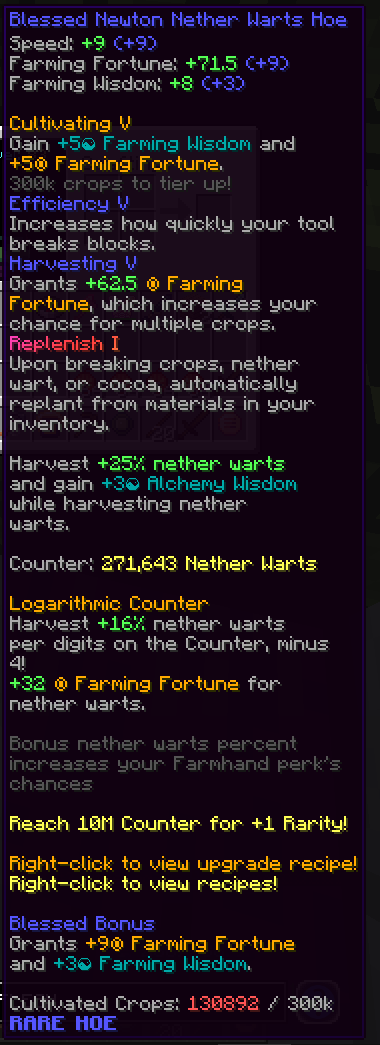 Blessed Newton Nether Warts Hoe
Speed: +9 (+9)
Farming Fortune: +71.5 (+9)
Farming Wisdom: +8 (+3)
Cultivating V
Gain +5☯ Farming Wisdom and
+5☘ Farming Fortune.
300k crops to tier up!
Efficiency V
Increases how quickly your tool
breaks blocks.
Harvesting V
Grants +62.5 ☘ Farming
Fortune, which increases your
chance for multiple crops.
Replenish I
Upon breaking crops, nether
wart, or cocoa, automatically
replant from materials in your
inventory.
Harvest +25% nether warts
and gain +3☯ Alchemy Wisdom
while harvesting nether
warts.
Counter: 271,643 Nether Warts
Logarithmic Counter
Harvest +16% nether warts
per digits on the Counter, minus
4!
+32 ☘ Farming Fortune for
nether warts.
Bonus nether warts percent
increases your Farmhand perk's
chances
Reach 10M Counter for +1 Rarity!
Right-click to view upgrade recipe!
Right-click to view recipes!
Blessed Bonus
Grants +9☘ Farming Fortune
and +3☯ Farming Wisdom.
Cultivated Crops: 130892 / 300k
RARE HOE